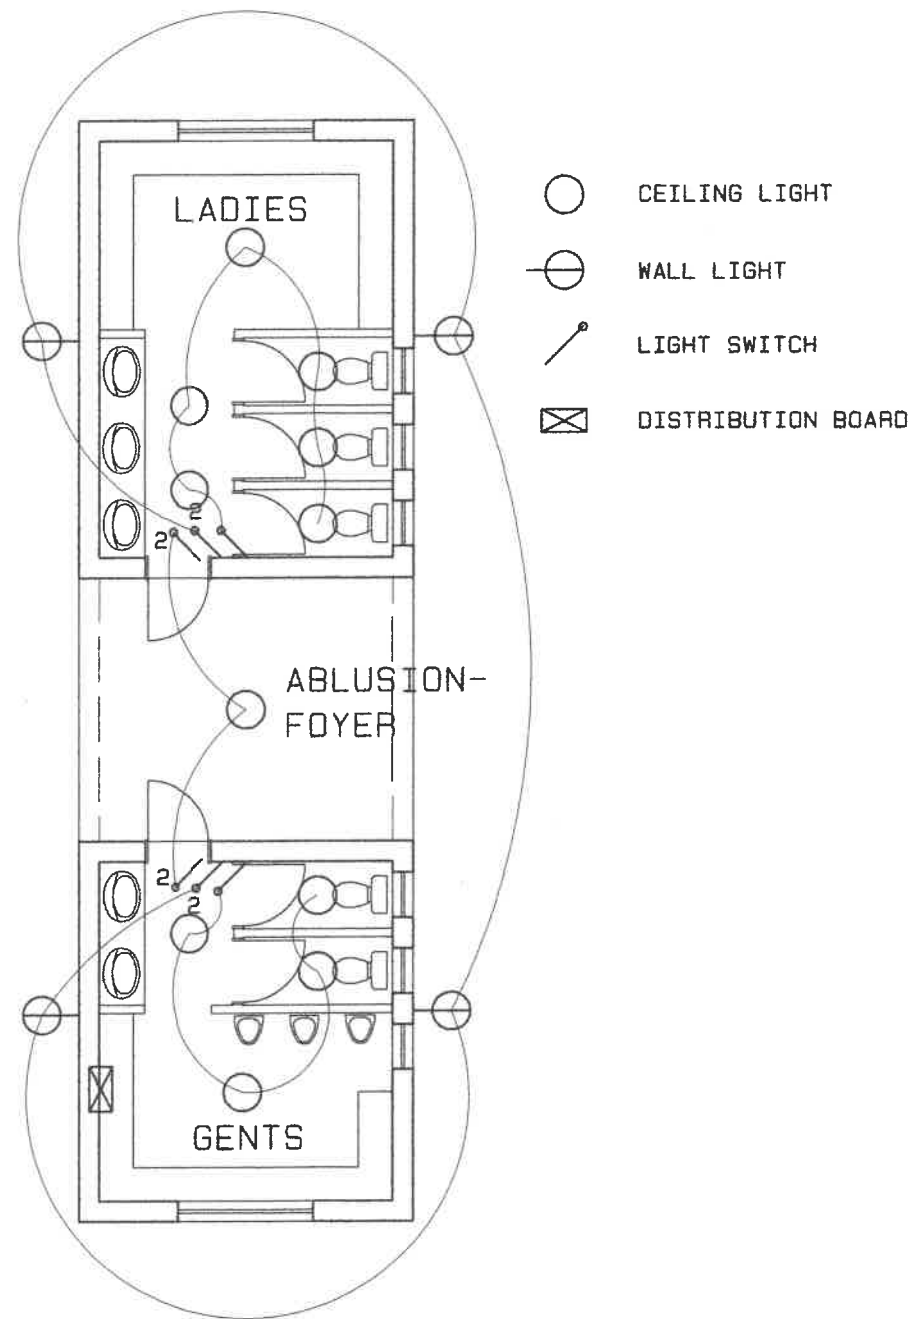 LADIES
CEILING LIGHT
WALL LIGHT
LIGHT SWITCH
DISTRIBUTION BOARD
2
2
ABLUSION-
FOYER
2
2
GENTS